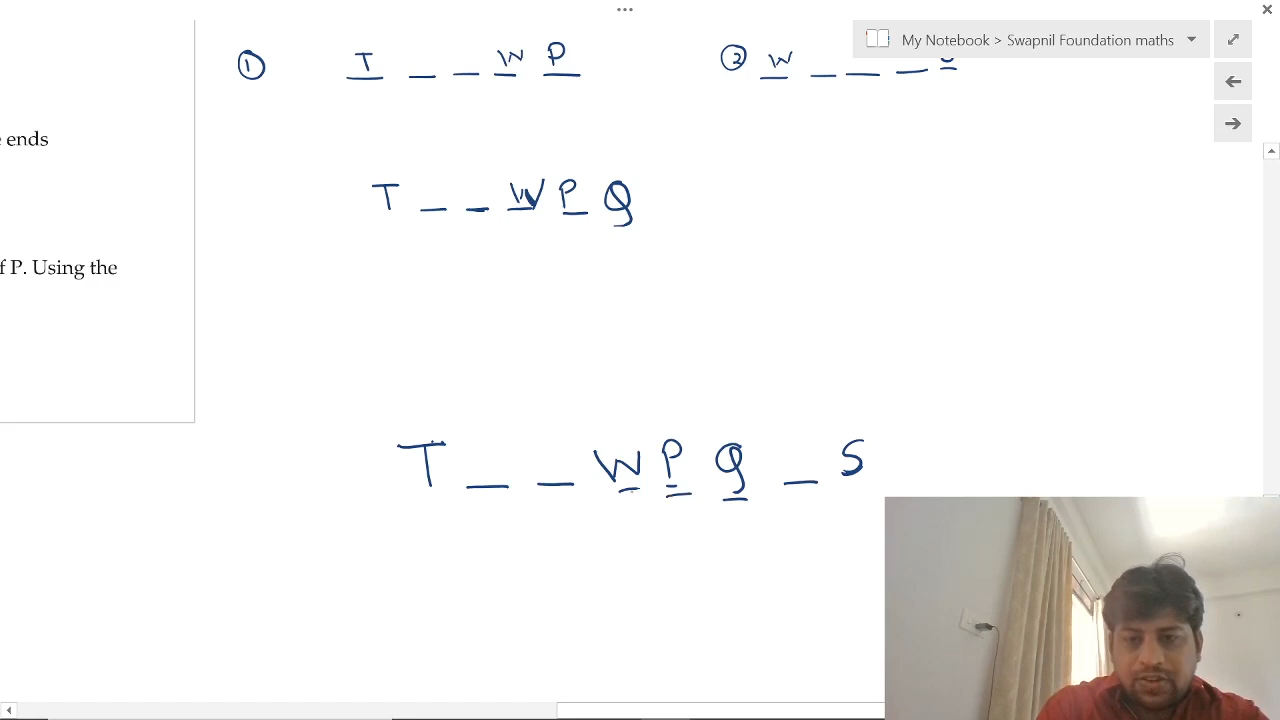 My Notebook > Swapnil Foundation maths
① T _ _ W P
② W _ _ _
e ends
T _ _ W P Q
f P. Using the
T _ _ W P Q _ S